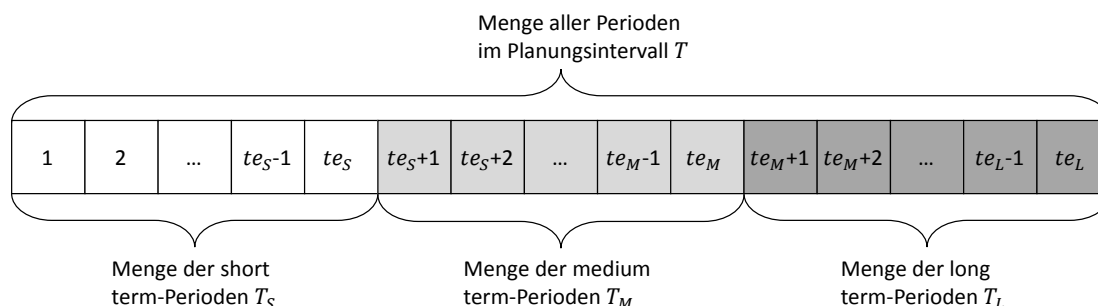 Menge aller Perioden
im Planungsintervall T
1 2 ... te_S-1 te_S te_S+1 te_S+2 ... te_M-1 te_M te_M+1 te_M+2 ... te_L-1 te_L
Menge der short
term-Perioden T_S
Menge der medium
term-Perioden T_M
Menge der long
term-Perioden T_L